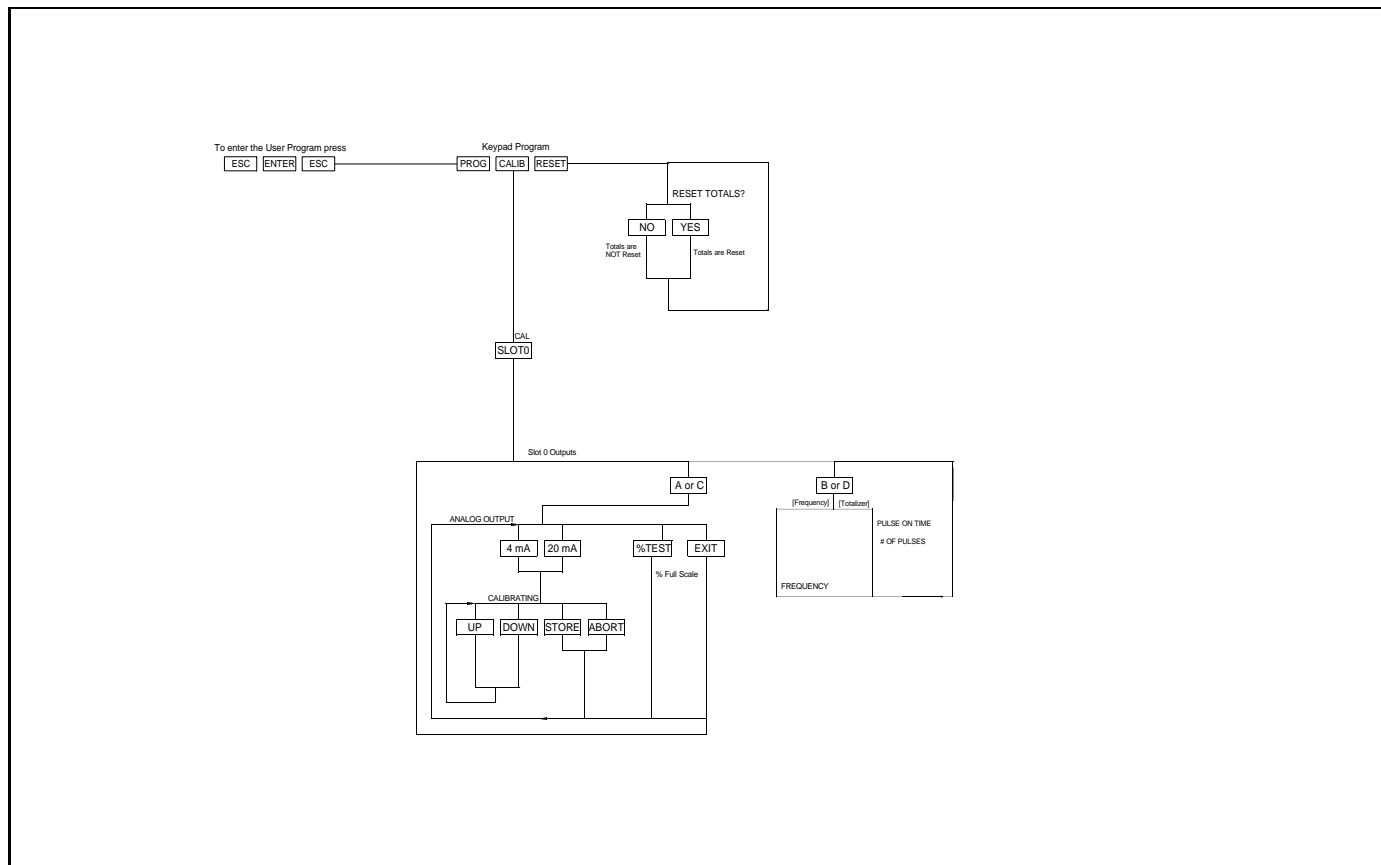 To enter the User Program press
Keypad Program
ESC ENTER ESC
PROG CALIB RESET
RESET TOTALS?
NO YES
Totals are
NOT Reset
Totals are Reset
CAL
SLOT0
Slot 0 Outputs
A or C
B or D
[Frequency] [Totalizer]
ANALOG OUTPUT
PULSE ON TIME
# OF PULSES
4 mA 20 mA %TEST EXIT
% Full Scale
FREQUENCY
CALIBRATING
UP DOWN STORE ABORT